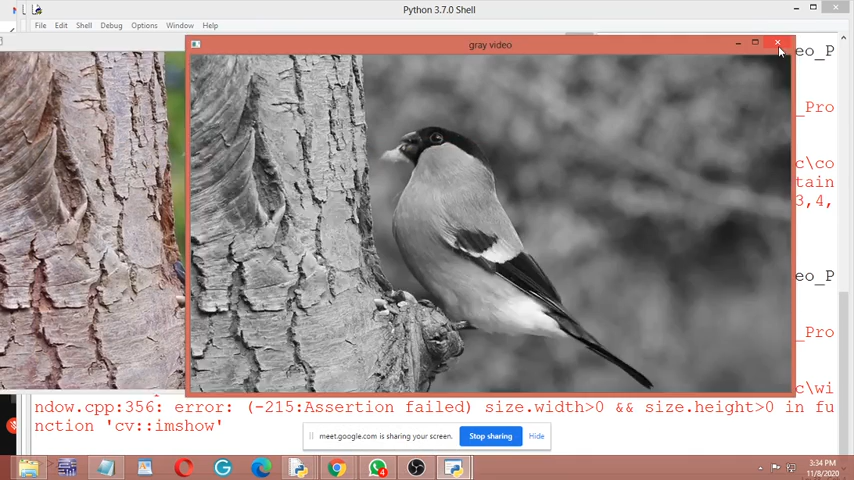 Python 3.7.0 Shell
File Edit Shell Debug Options Window Help
gray video
eo_P
_Pro
c\co
tain
3,4,
eo_P
_Pro
c\wi
ndow.cpp:356: error: (-215:Assertion failed) size.width>0 && size.height>0 in fu
nction 'cv::imshow'
meet.google.com is sharing your screen. Stop sharing Hide
4
3:34 PM
11/8/2020